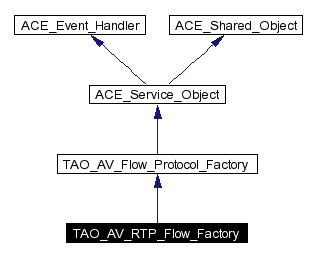 ACE_Event_Handler
ACE_Shared_Object
ACE_Service_Object
TAO_AV_Flow_Protocol_Factory
TAO_AV_RTP_Flow_Factory